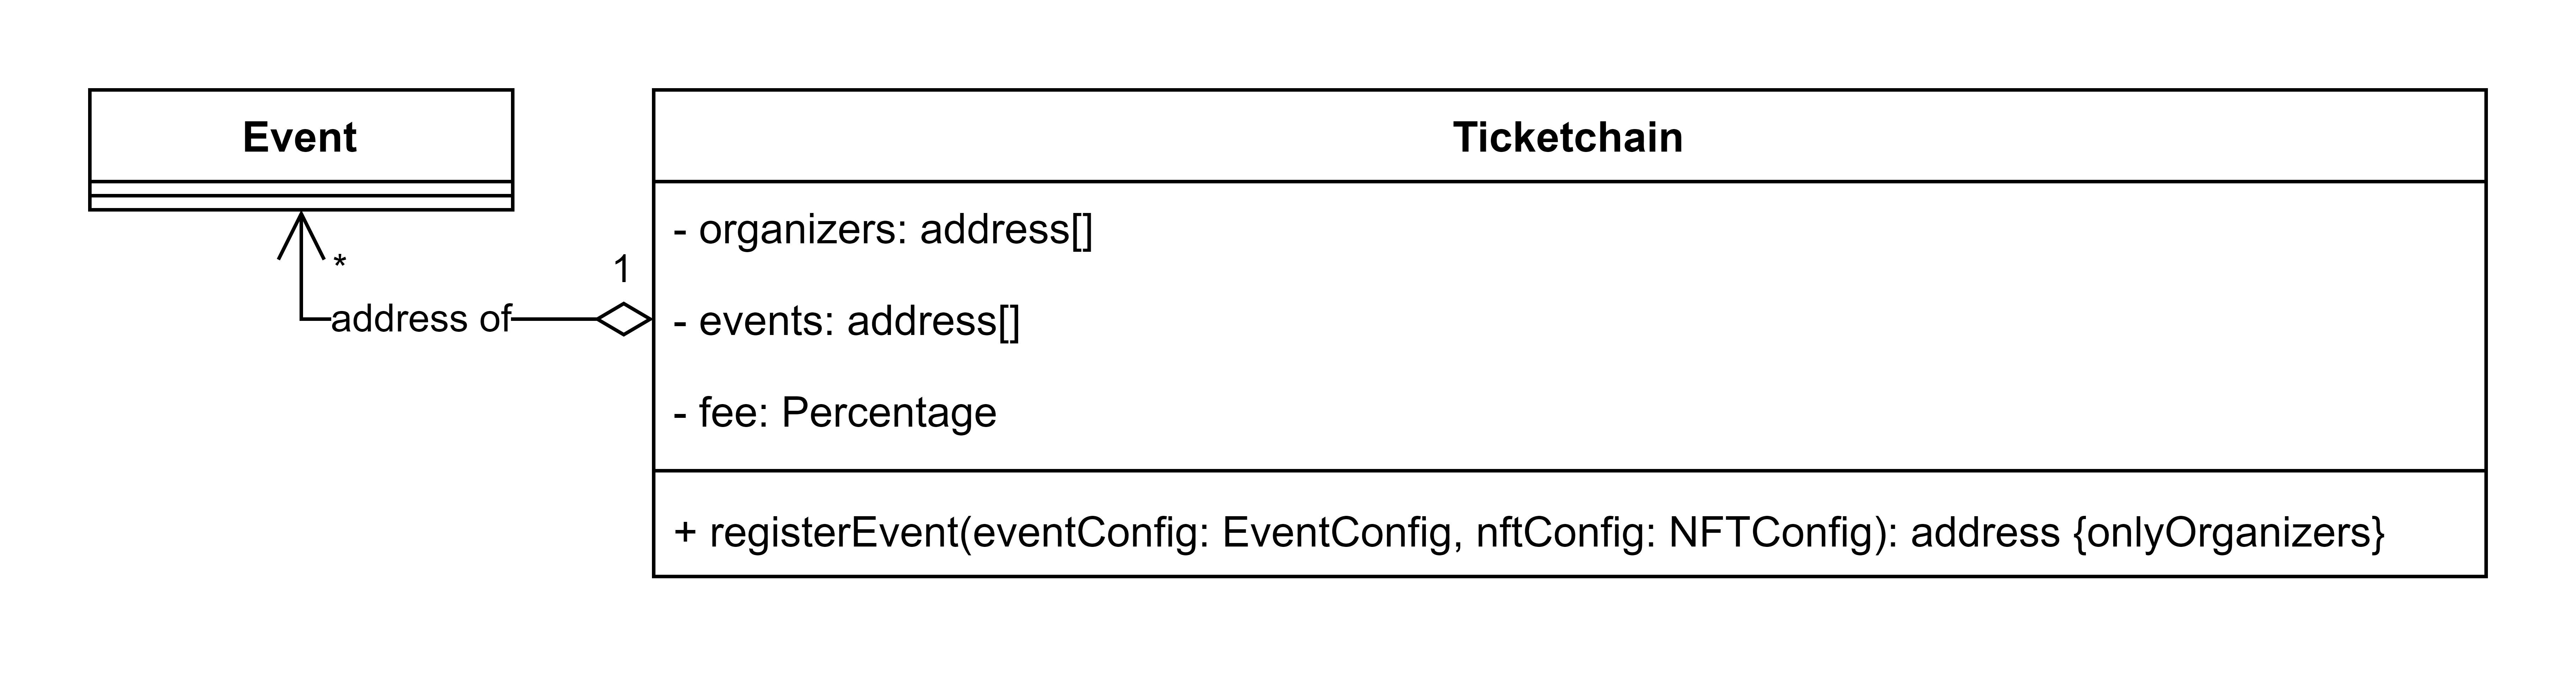 Event
Ticketchain
- organizers: address[]
*
1
address of
- events: address[]
- fee: Percentage
+ registerEvent(eventConfig: EventConfig, nftConfig: NFTConfig): address {onlyOrganizers}